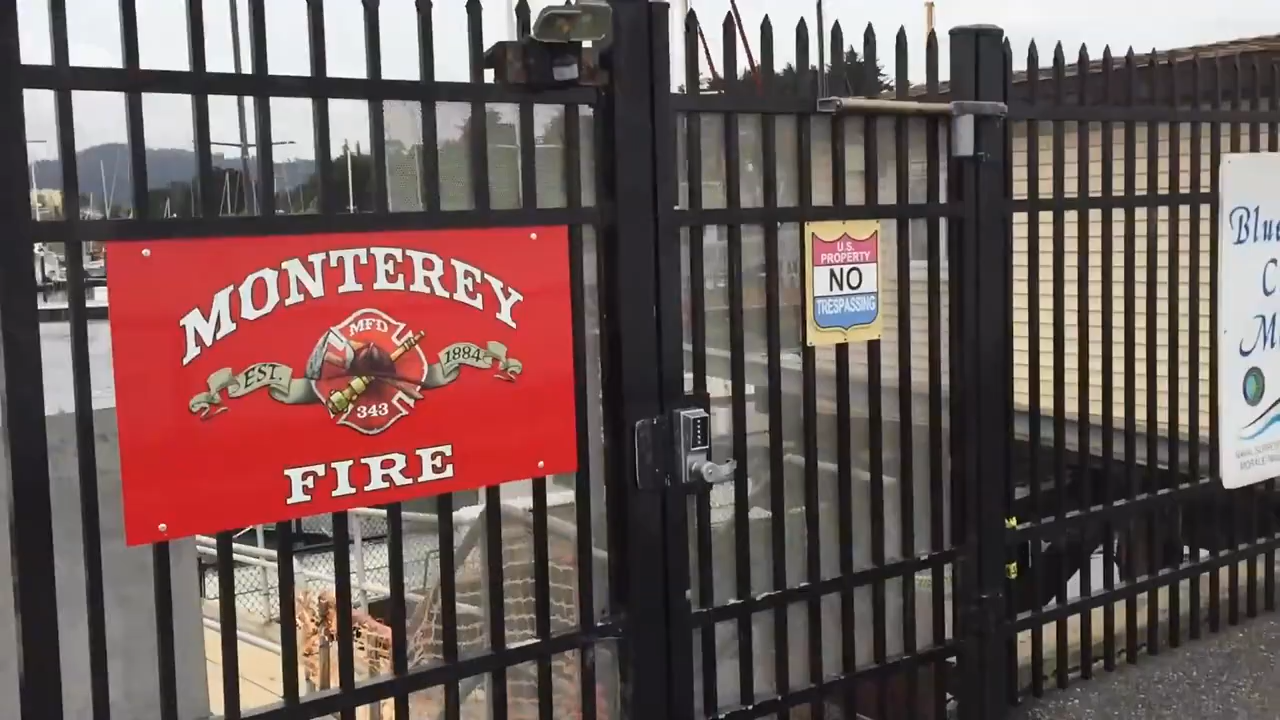 MONTEREY
MFD
EST. 1884
343
FIRE
U.S.
PROPERTY
NO
TRESPASSING
Blue
C
M